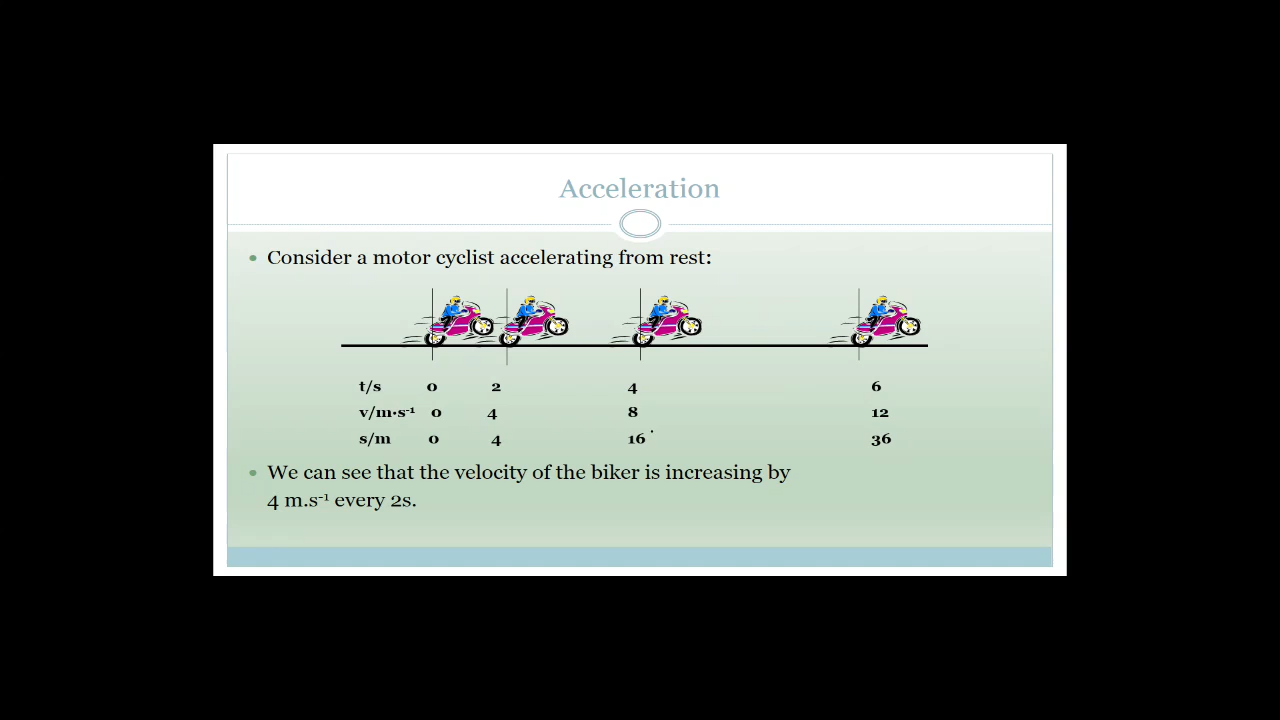 Acceleration
• Consider a motor cyclist accelerating from rest:
t/s 0 2 4 6
v/m·s⁻¹ 0 4 8 12
s/m 0 4 16 36
• We can see that the velocity of the biker is increasing by
4 m.s⁻¹ every 2s.